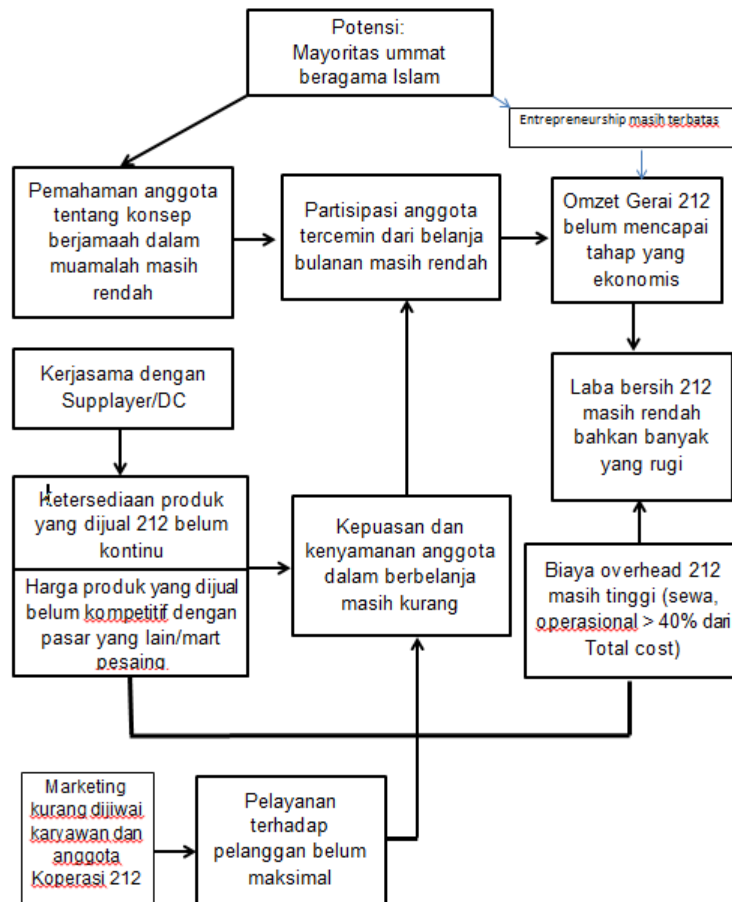 Potensi:
Mayoritas ummat
beragama Islam
Entrepreneurship masih terbatas
Pemahaman anggota
tentang konsep
berjamaah dalam
muamalah masih
rendah
Partisipasi anggota
tercemin dari belanja
bulanan masih rendah
Omzet Gerai 212
belum mencapai
tahap yang
ekonomis
Kerjasama dengan
Supplayer/DC
Laba bersih 212
masih rendah
bahkan banyak
yang rugi
Ketersediaan produk
yang dijual 212 belum
kontinu
Harga produk yang dijual
belum kompetitif dengan
pasar yang lain/mart
pesaing
Kepuasan dan
kenyamanan anggota
dalam berbelanja
masih kurang
Biaya overhead 212
masih tinggi (sewa,
operasional > 40% dari
Total cost)
Marketing
kurang dijiwai
karyawan dan
anggota
Koperasi 212
Pelayanan
terhadap
pelanggan belum
maksimal